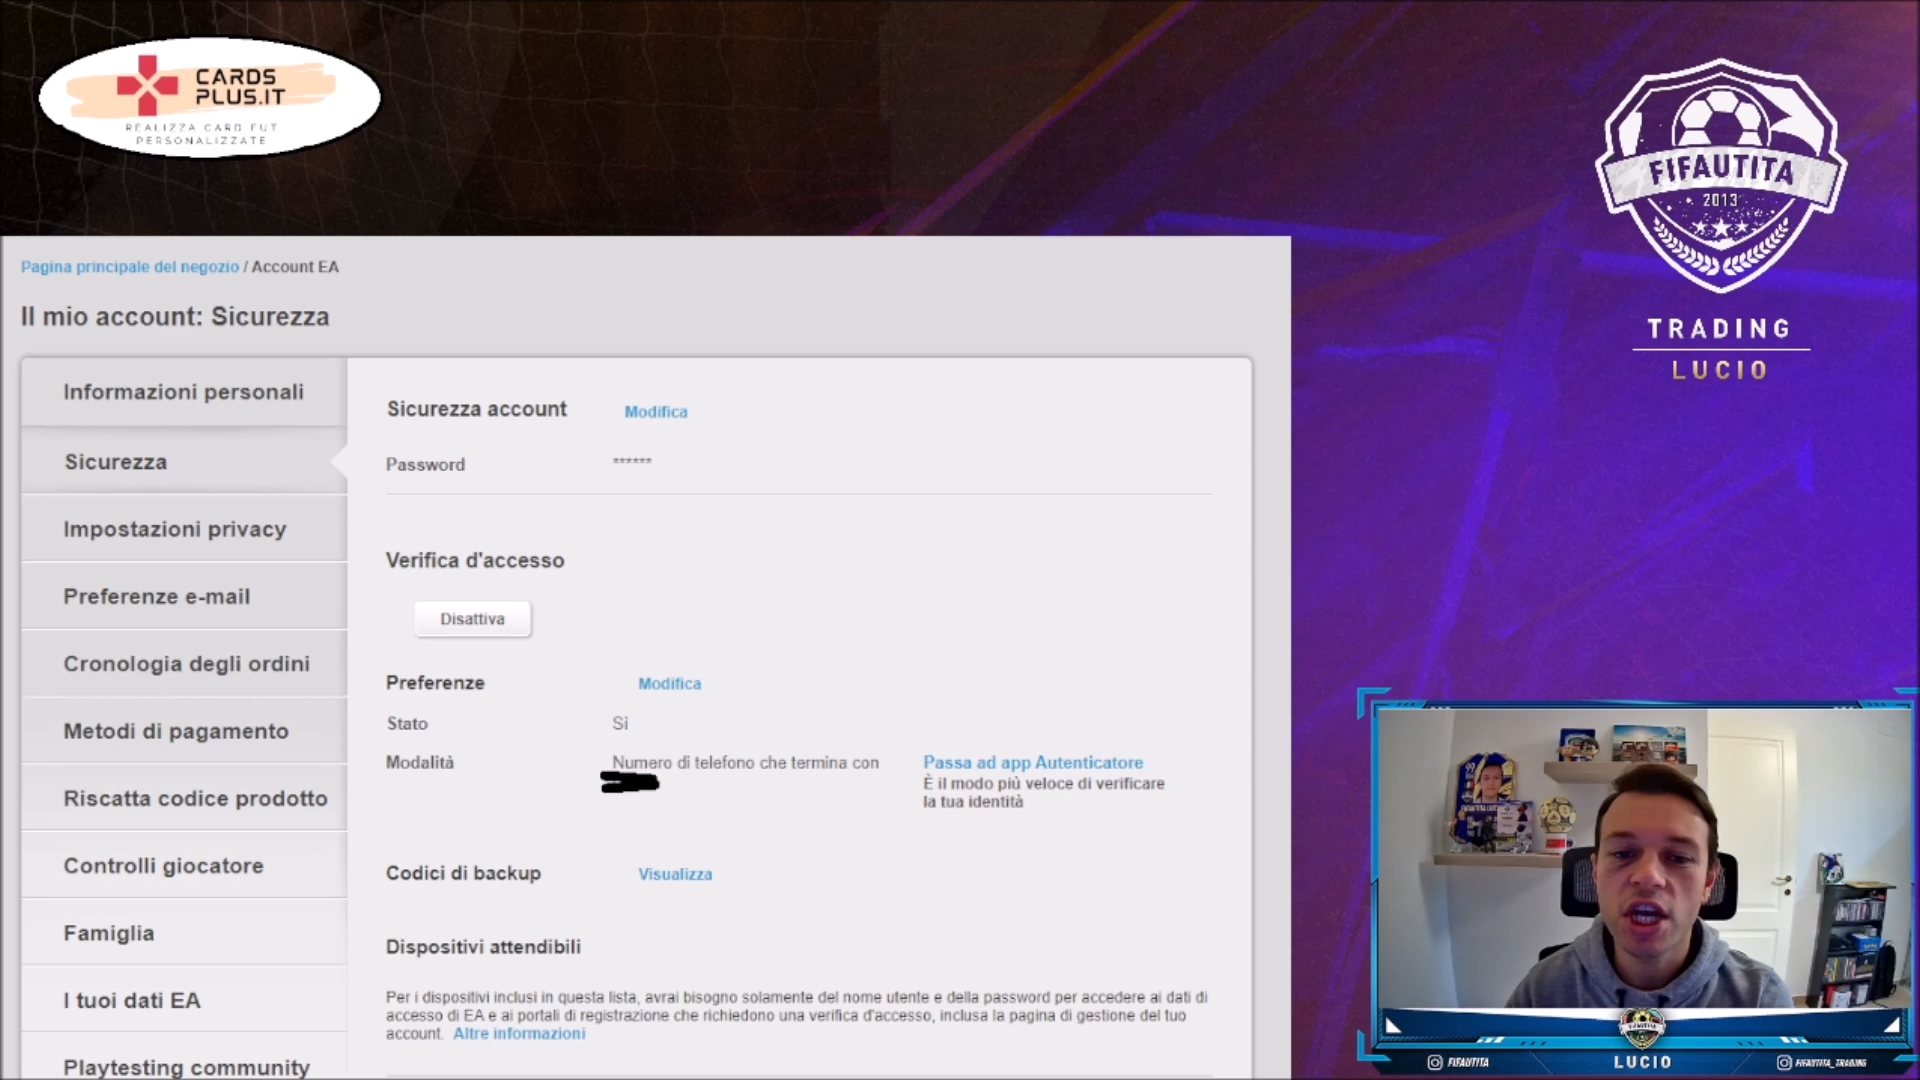 CARDS
PLUS.IT
REALIZZA CARD FUT
PERSONALIZZATE
FIFAUTITA
2013
TRADING
LUCIO
Pagina principale del negozio / Account EA
Il mio account: Sicurezza
Informazioni personali
Sicurezza
Impostazioni privacy
Preferenze e-mail
Cronologia degli ordini
Metodi di pagamento
Riscatta codice prodotto
Controlli giocatore
Famiglia
I tuoi dati EA
Playtesting community
Sicurezza account Modifica
Password ******
Verifica d'accesso
Disattiva
Preferenze Modifica
Stato Sì
Modalità Numero di telefono che termina con
Passa ad app Autenticatore
È il modo più veloce di verificare
la tua identità
Codici di backup Visualizza
Dispositivi attendibili
Per i dispositivi inclusi in questa lista, avrai bisogno solamente del nome utente e della password per accedere ai dati di
accesso di EA e ai portali di registrazione che richiedono una verifica d'accesso, inclusa la pagina di gestione del tuo
account. Altre informazioni
FIFAUTITA
LUCIO
FIFAUTITA_TRADING